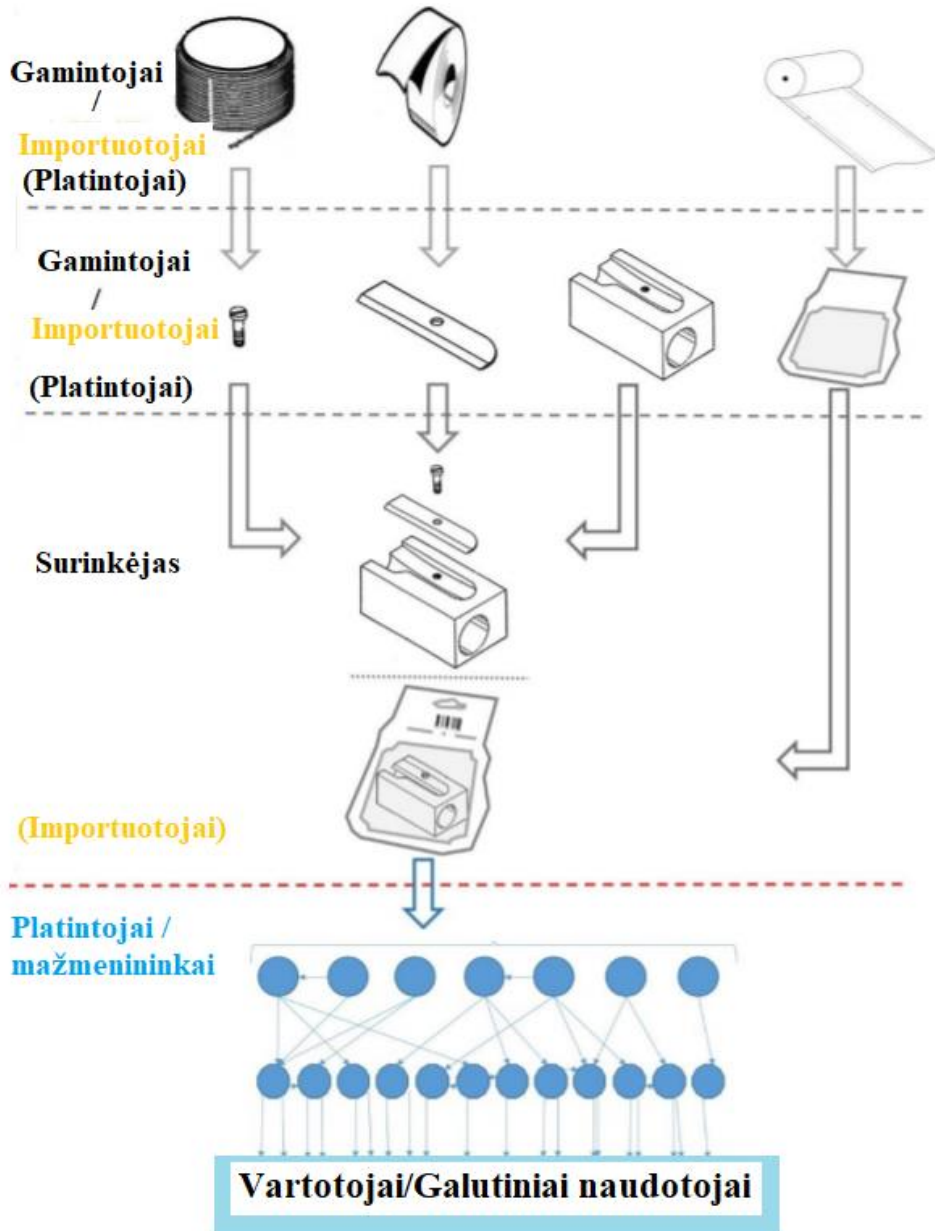 Gamintojai
/
Importuotojai
(Platintojai)
Gamintojai
/
Importuotojai
(Platintojai)
Surinkėjas
(Importuotojai)
Platintojai /
mažmenininkai
Vartotojai/Galutiniai naudotojai